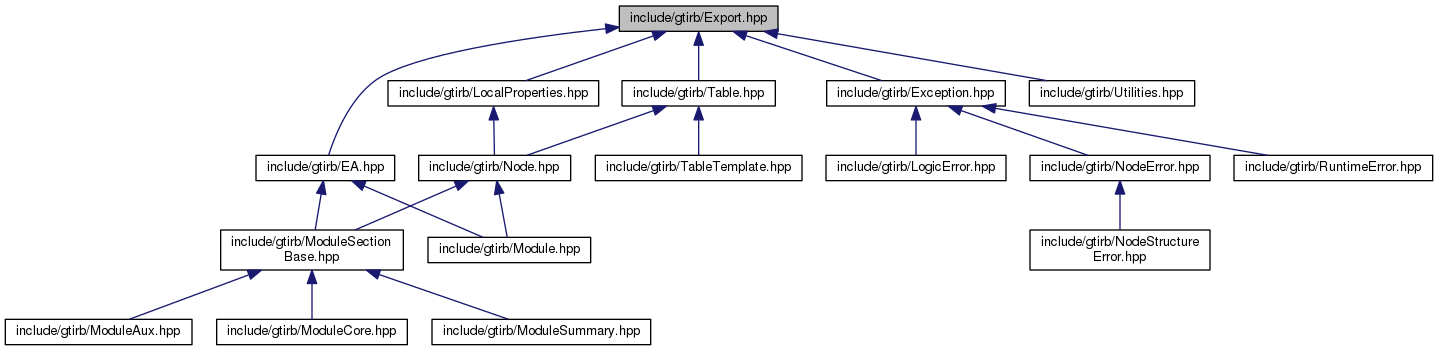 include/gtirb/Export.hpp
include/gtirb/LocalProperties.hpp
include/gtirb/Table.hpp
include/gtirb/Exception.hpp
include/gtirb/Utilities.hpp
include/gtirb/EA.hpp
include/gtirb/Node.hpp
include/gtirb/TableTemplate.hpp
include/gtirb/LogicError.hpp
include/gtirb/NodeError.hpp
include/gtirb/RuntimeError.hpp
include/gtirb/ModuleSection
Base.hpp
include/gtirb/Module.hpp
include/gtirb/NodeStructure
Error.hpp
include/gtirb/ModuleAux.hpp
include/gtirb/ModuleCore.hpp
include/gtirb/ModuleSummary.hpp